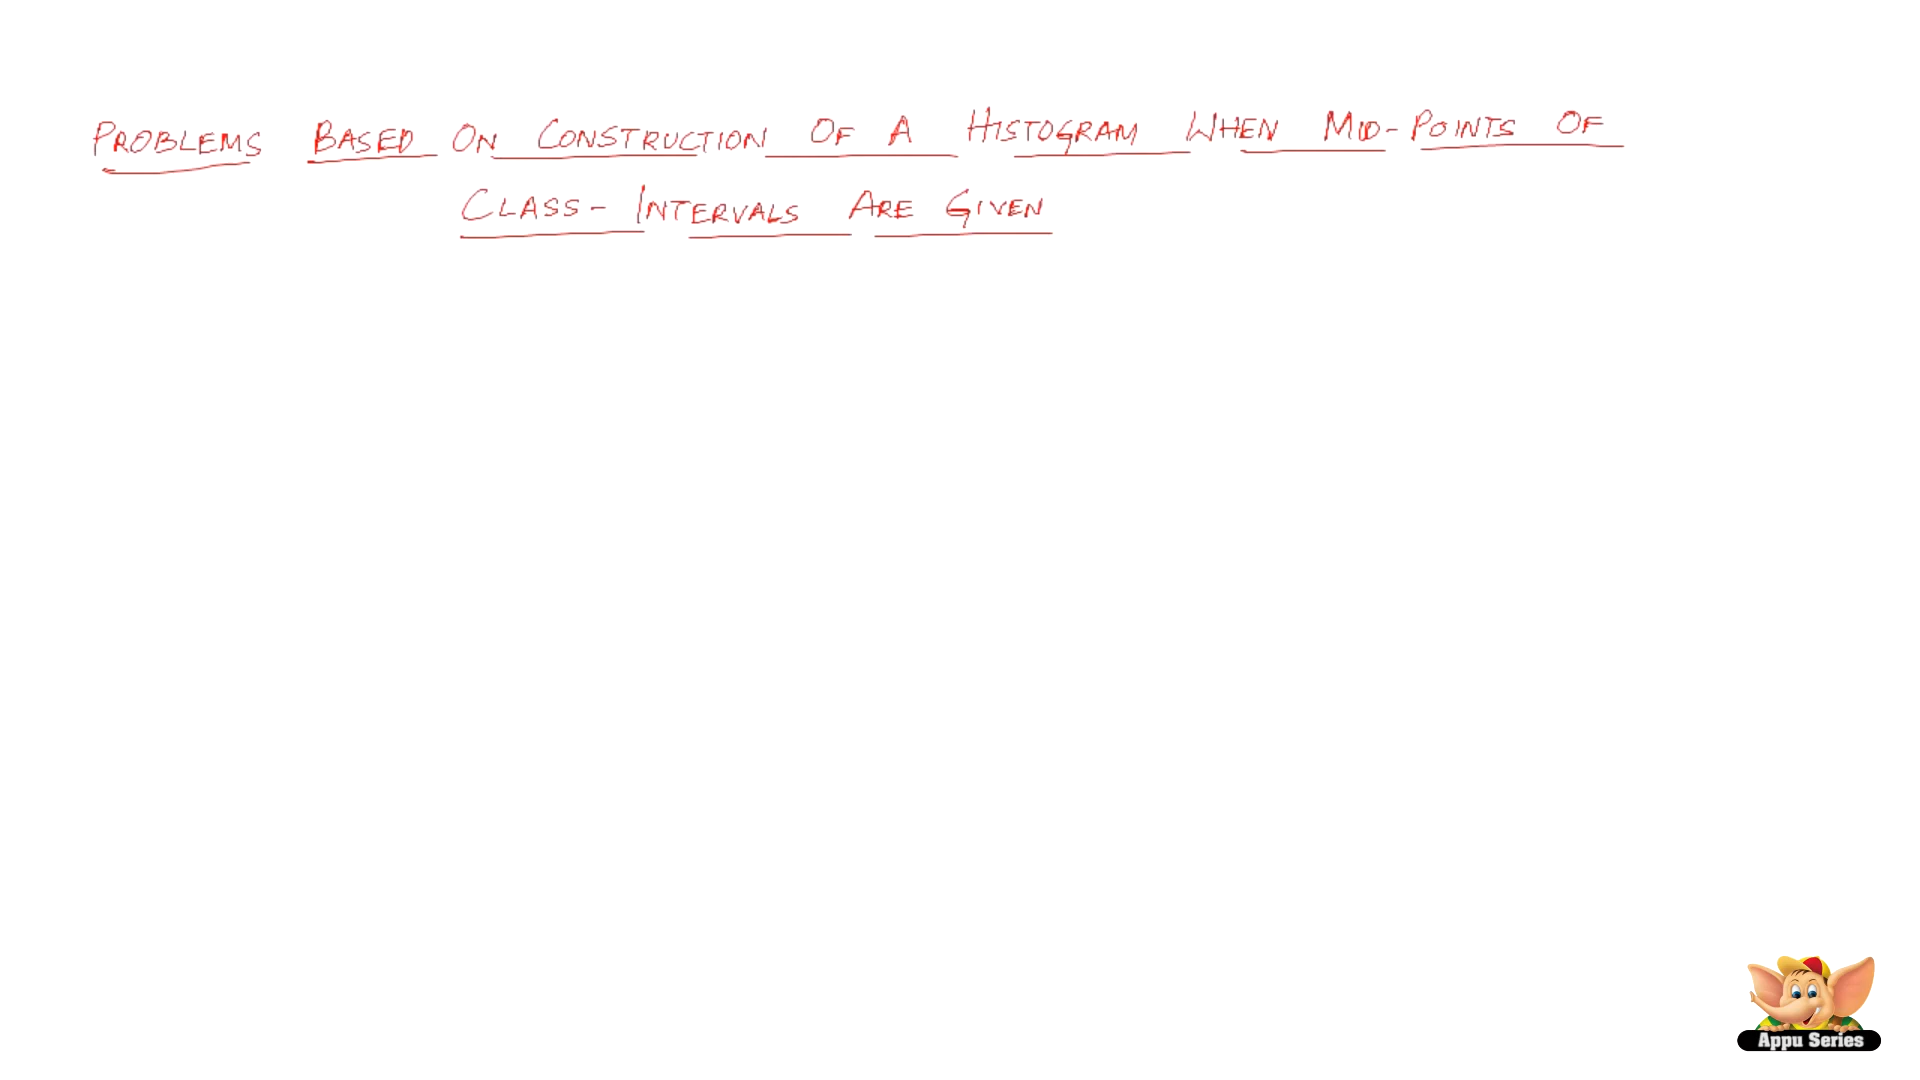 PROBLEMS BASED ON CONSTRUCTION OF A HISTOGRAM WHEN MID-POINTS OF
CLASS-INTERVALS ARE GIVEN
Appu Series